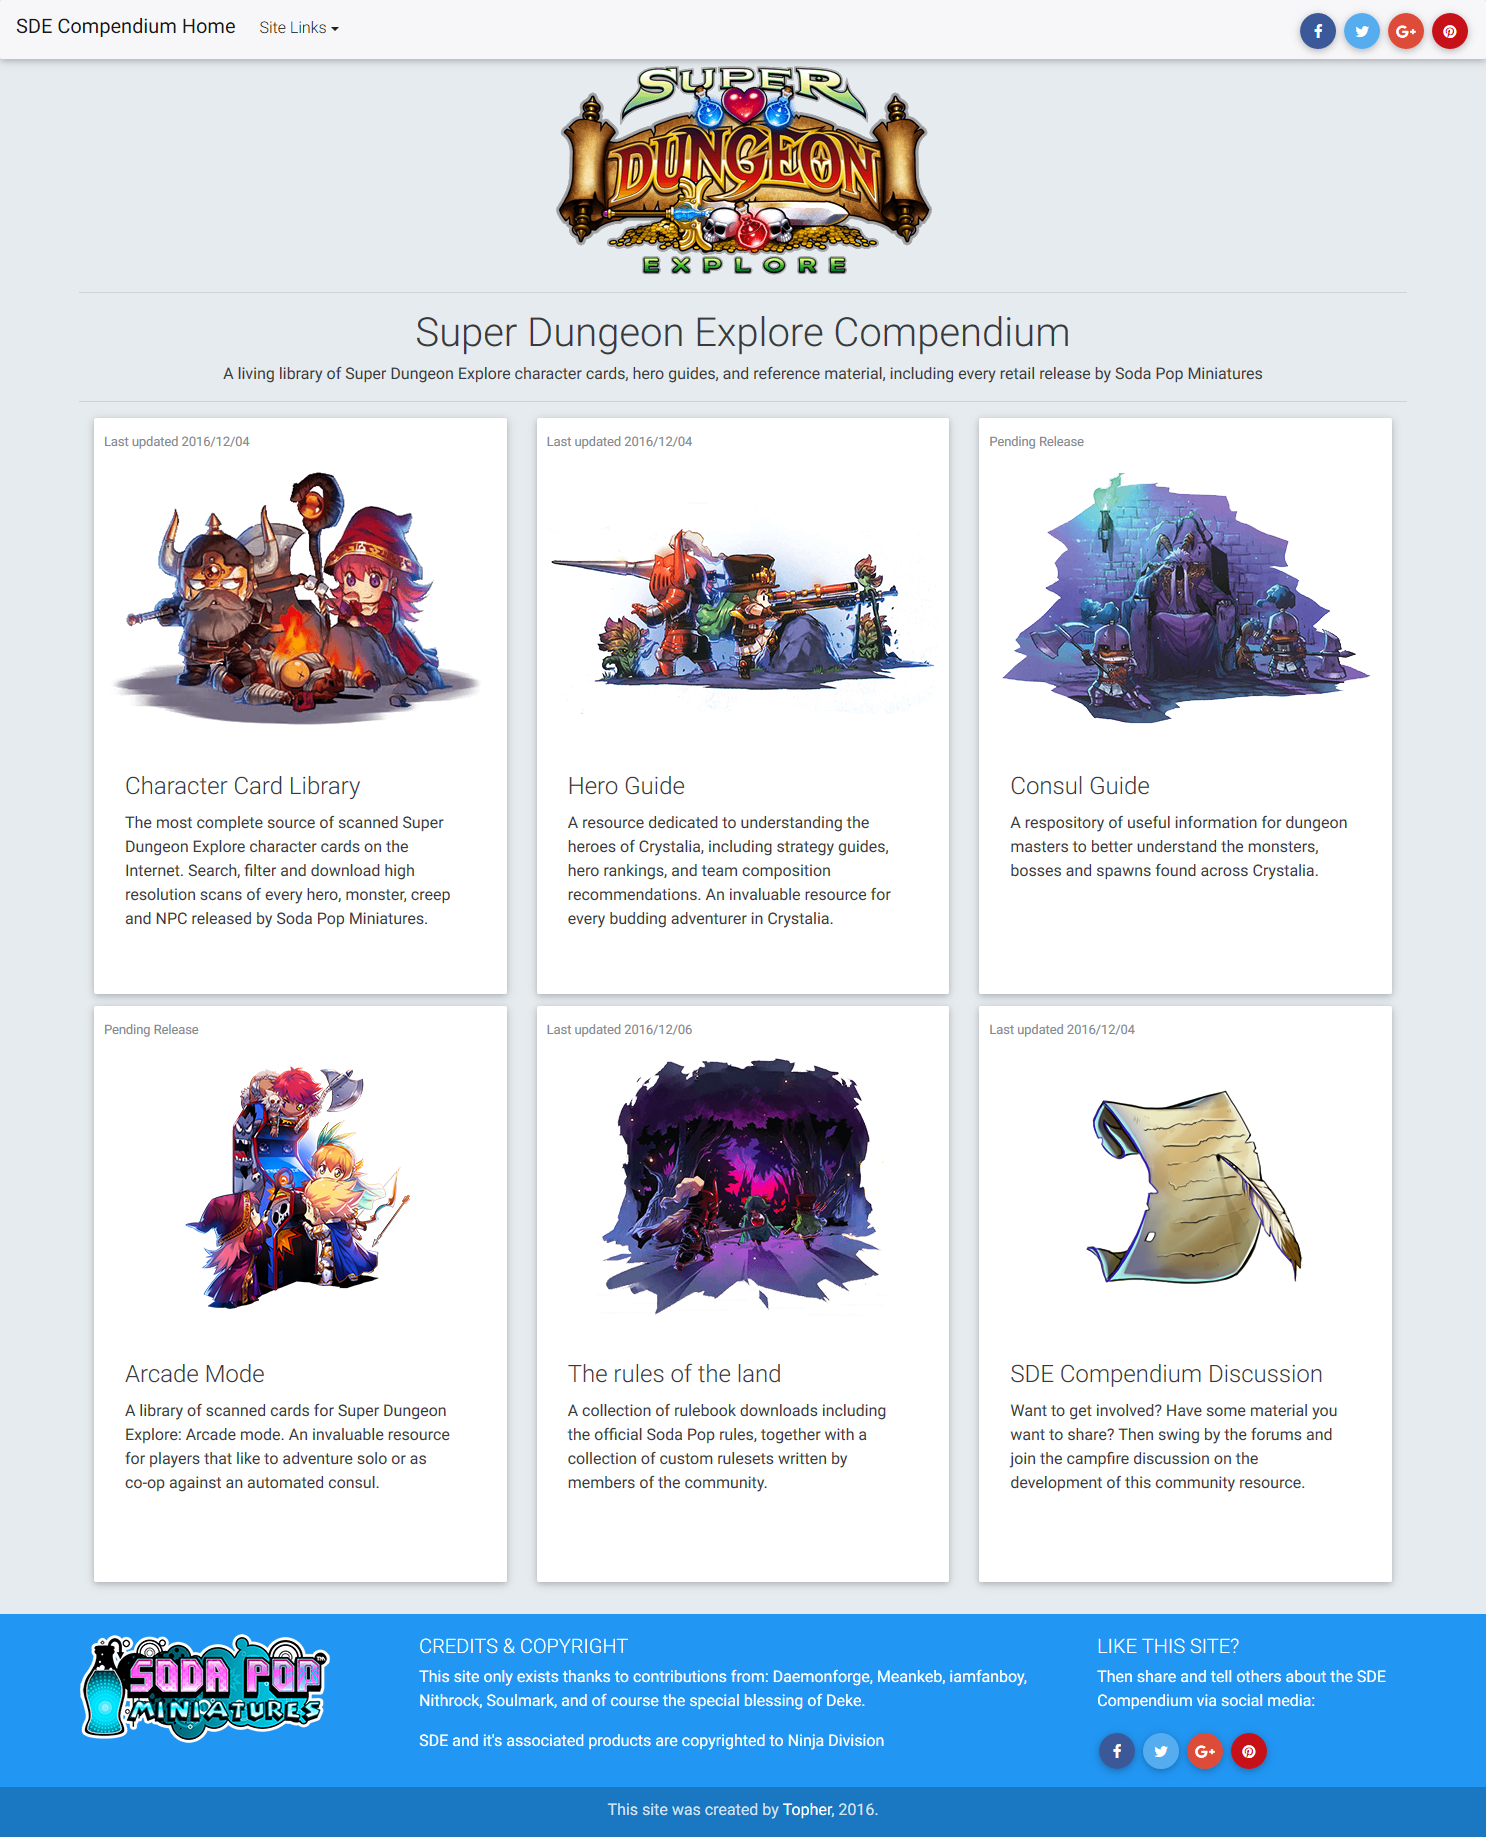 SDE Compendium Home Site Links
SUPER
DUNGEON
EXPLORE
Super Dungeon Explore Compendium
A living library of Super Dungeon Explore character cards, hero guides, and reference material, including every retail release by Soda Pop Miniatures
Last updated 2016/12/04
Character Card Library
The most complete source of scanned Super
Dungeon Explore character cards on the
Internet. Search, filter and download high
resolution scans of every hero, monster, creep
and NPC released by Soda Pop Miniatures.
Last updated 2016/12/04
Hero Guide
A resource dedicated to understanding the
heroes of Crystalia, including strategy guides,
hero rankings, and team composition
recommendations. An invaluable resource for
every budding adventurer in Crystalia.
Pending Release
Consul Guide
A respository of useful information for dungeon
masters to better understand the monsters,
bosses and spawns found across Crystalia.
Pending Release
Arcade Mode
A library of scanned cards for Super Dungeon
Explore: Arcade mode. An invaluable resource
for players that like to adventure solo or as
co-op against an automated consul.
Last updated 2016/12/06
The rules of the land
A collection of rulebook downloads including
the official Soda Pop rules, together with a
collection of custom rulesets written by
members of the community.
Last updated 2016/12/04
SDE Compendium Discussion
Want to get involved? Have some material you
want to share? Then swing by the forums and
join the campfire discussion on the
development of this community resource.
SODA POP
MINIATURES
CREDITS & COPYRIGHT
This site only exists thanks to contributions from: Daemonforge, Meankeb, iamfanboy,
Nithrock, Soulmark, and of course the special blessing of Deke.
SDE and it's associated products are copyrighted to Ninja Division
LIKE THIS SITE?
Then share and tell others about the SDE
Compendium via social media:
This site was created by Topher, 2016.